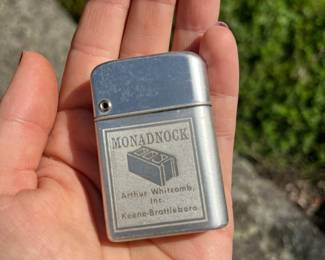 MONADNOCK
Arthur Whitcomb,
Inc.
Keene-Brattleboro